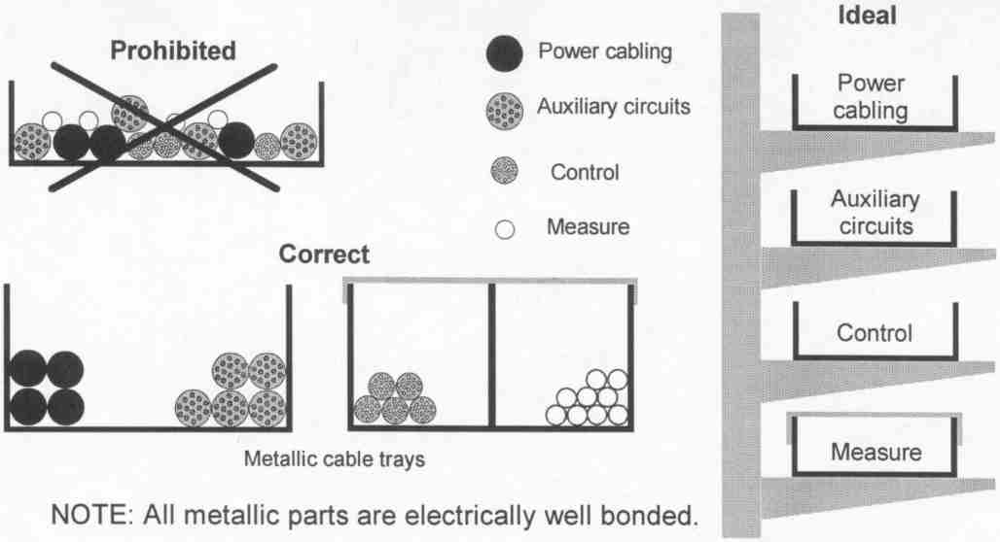 Prohibited
Power cabling
Auxiliary circuits
Control
Measure
Correct
Metallic cable trays
Ideal
Power
cabling
Auxiliary
circuits
Control
Measure
NOTE: All metallic parts are electrically well bonded.